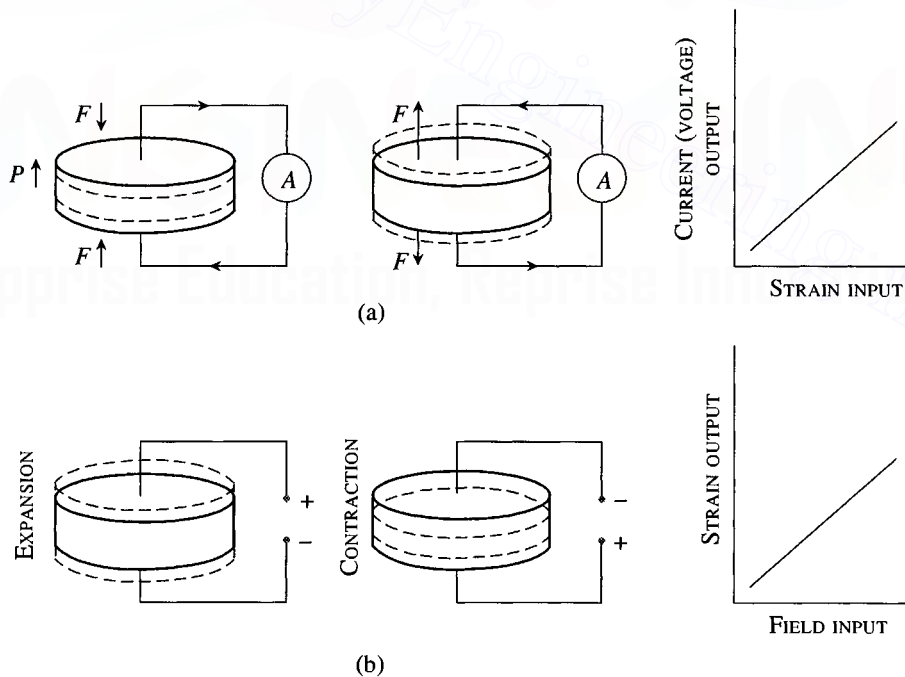 F
P
F
A
F
F
A
CURRENT (VOLTAGE)
OUTPUT
STRAIN INPUT
(a)
EXPANSION
+
−
CONTRACTION
−
+
STRAIN OUTPUT
FIELD INPUT
(b)